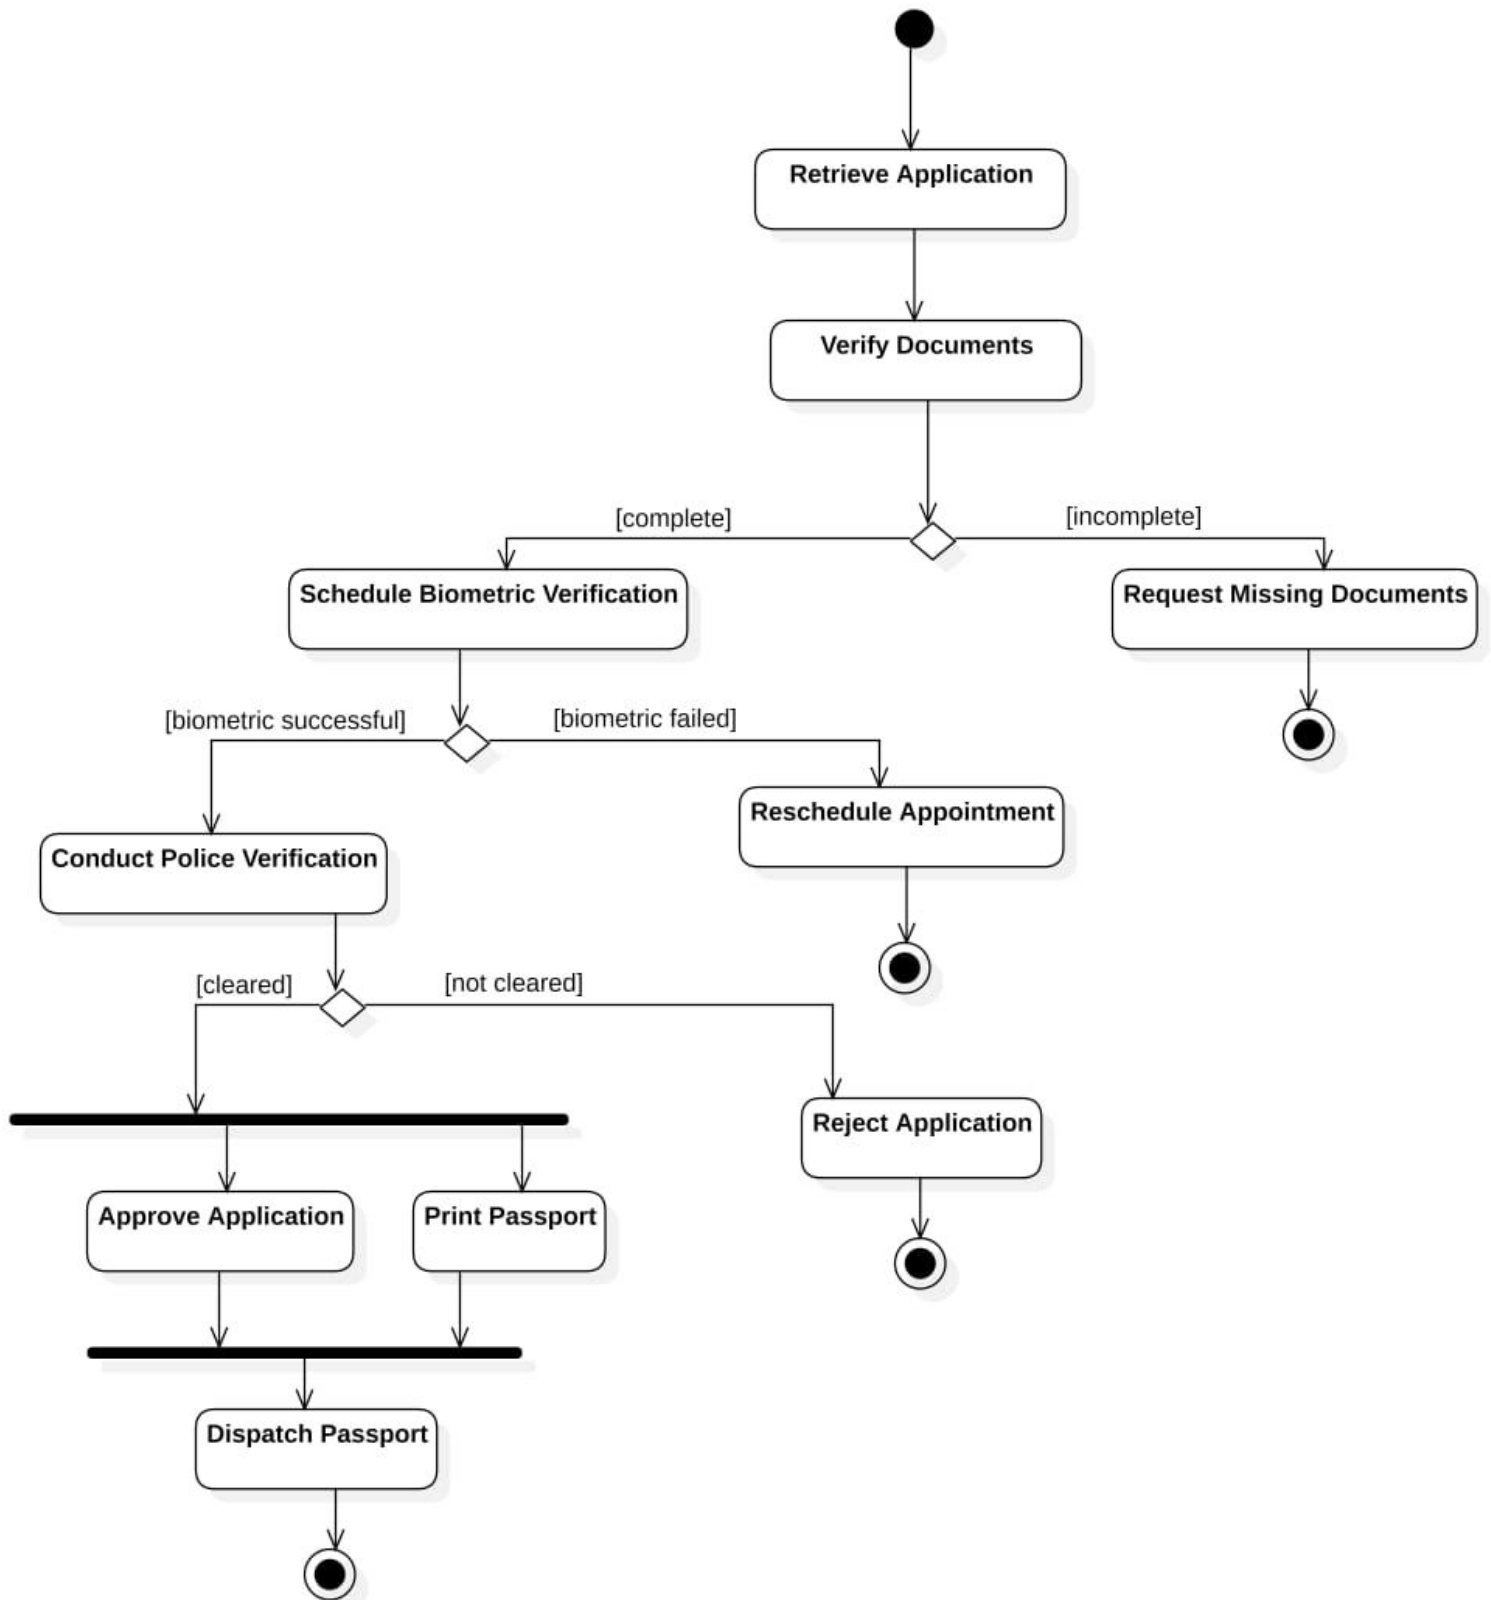 Retrieve Application
Verify Documents
[complete]
[incomplete]
Schedule Biometric Verification
Request Missing Documents
[biometric successful]
[biometric failed]
Reschedule Appointment
Conduct Police Verification
[cleared]
[not cleared]
Reject Application
Approve Application
Print Passport
Dispatch Passport